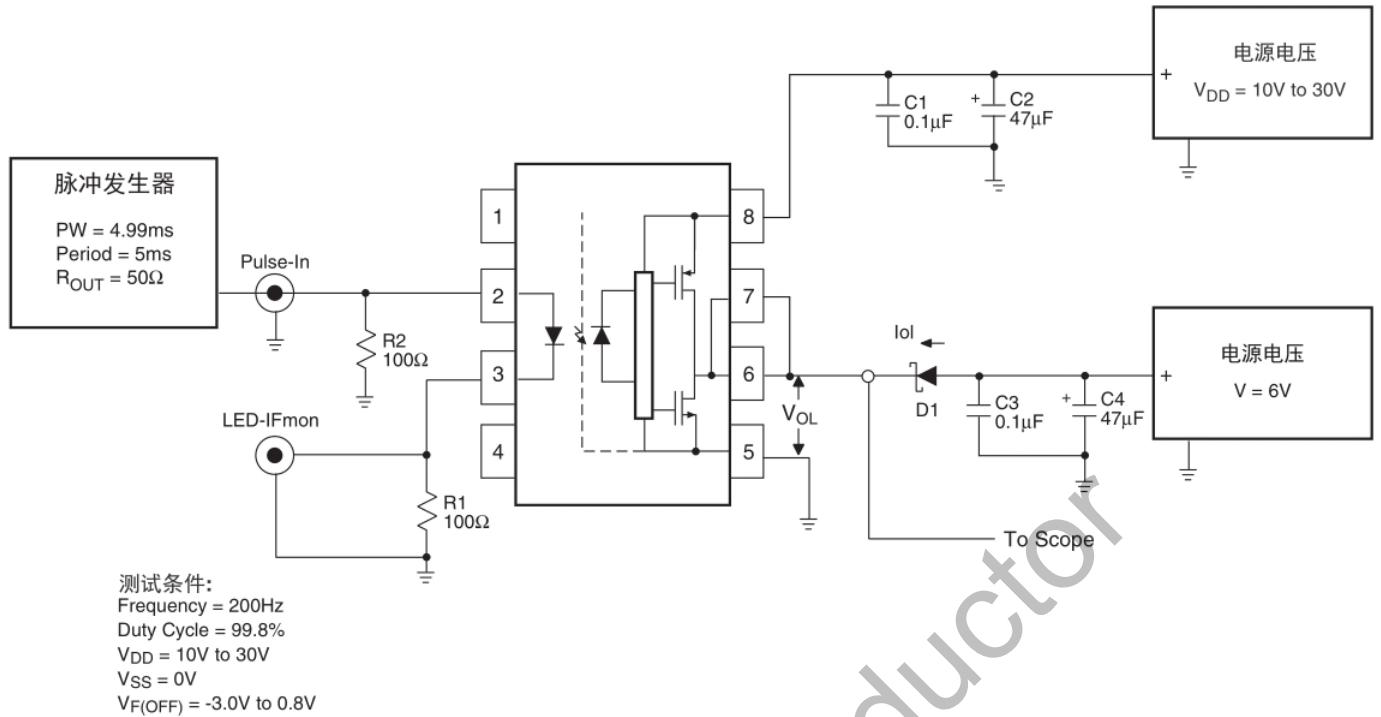 电源电压
V_DD = 10V to 30V
+
C1
0.1μF
+
C2
47μF
脉冲发生器
PW = 4.99ms
Period = 5ms
R_OUT = 50Ω
Pulse-In
R2
100Ω
LED-IFmon
R1
100Ω
1
2
3
4
8
7
6
5
V_OL
Iol
D1
C3
0.1μF
+
C4
47μF
+
电源电压
V = 6V
To Scope
测试条件:
Frequency = 200Hz
Duty Cycle = 99.8%
V_DD = 10V to 30V
V_SS = 0V
V_F(OFF) = -3.0V to 0.8V
ductor